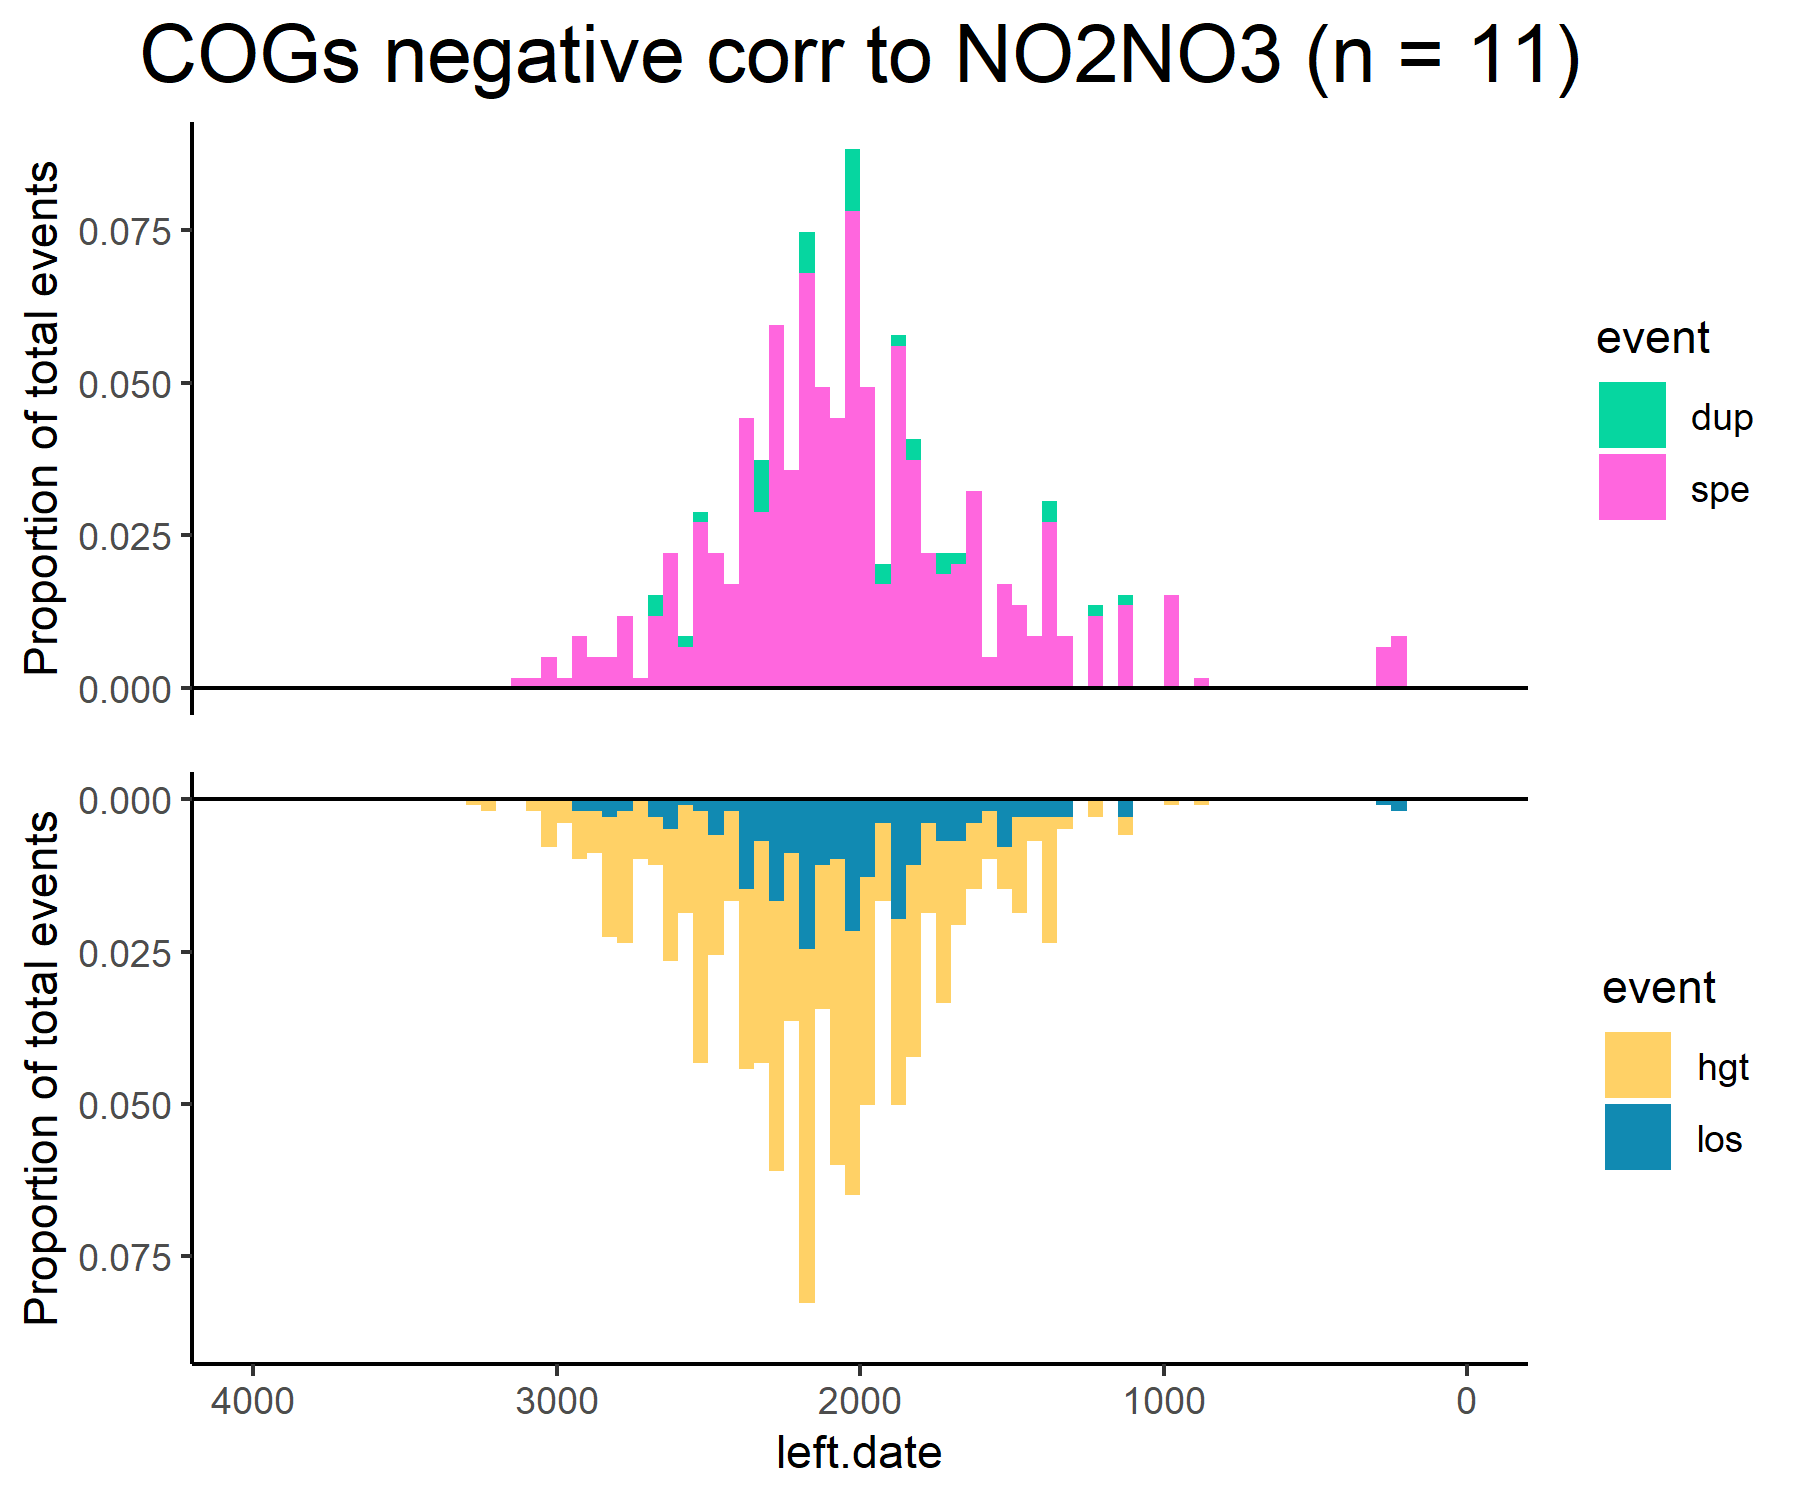 COGs negative corr to NO2NO3 (n = 11)
Proportion of total events
0.075
0.050
0.025
0.000
event
dup
spe
Proportion of total events
0.000
0.025
0.050
0.075
event
hgt
los
4000
3000
2000
1000
0
left.date